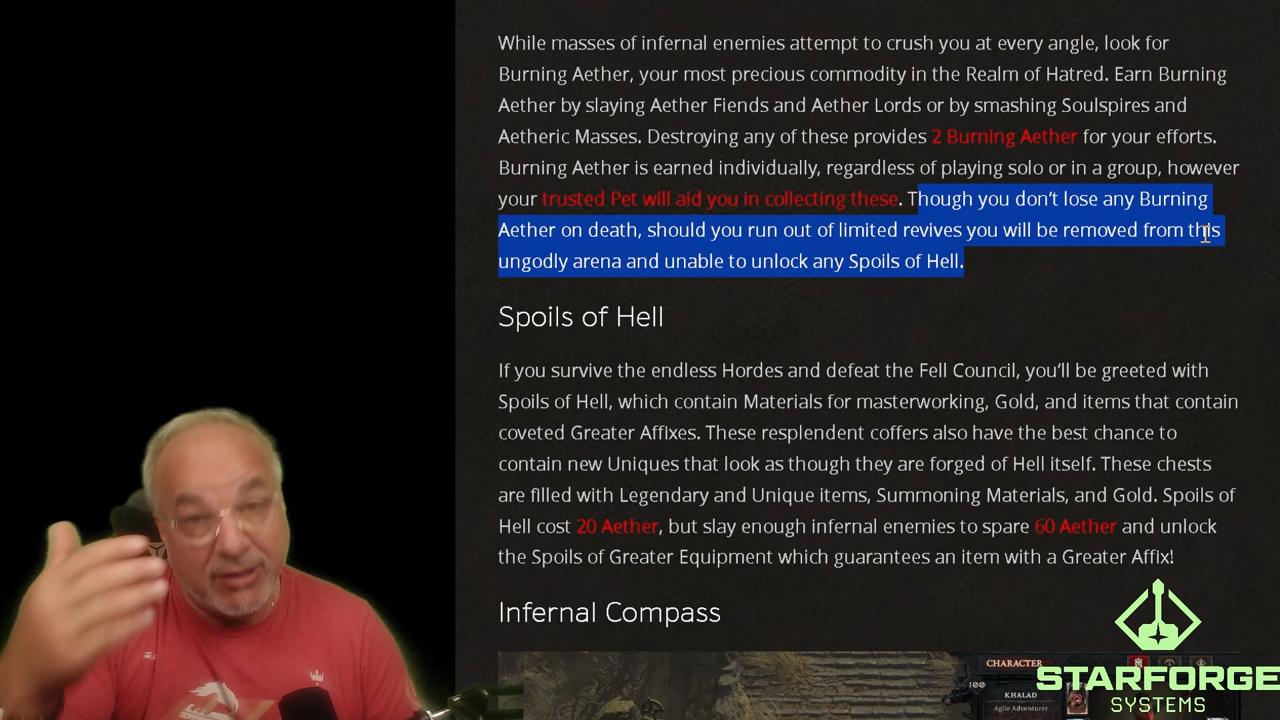 While masses of infernal enemies attempt to crush you at every angle, look for
Burning Aether, your most precious commodity in the Realm of Hatred. Earn Burning
Aether by slaying Aether Fiends and Aether Lords or by smashing Soulspires and
Aetheric Masses. Destroying any of these provides 2 Burning Aether for your efforts.
Burning Aether is earned individually, regardless of playing solo or in a group, however
your trusted Pet will aid you in collecting these. Though you don't lose any Burning
Aether on death, should you run out of limited revives you will be removed from this
ungodly arena and unable to unlock any Spoils of Hell.
Spoils of Hell
If you survive the endless Hordes and defeat the Fell Council, you'll be greeted with
Spoils of Hell, which contain Materials for masterworking, Gold, and items that contain
coveted Greater Affixes. These resplendent coffers also have the best chance to
contain new Uniques that look as though they are forged of Hell itself. These chests
are filled with Legendary and Unique items, Summoning Materials, and Gold. Spoils of
Hell cost 20 Aether, but slay enough infernal enemies to spare 60 Aether and unlock
the Spoils of Greater Equipment which guarantees an item with a Greater Affix!
Infernal Compass
CHARACTER
100
KHALAD
Agile Adventurer
STARFORGE
SYSTEMS